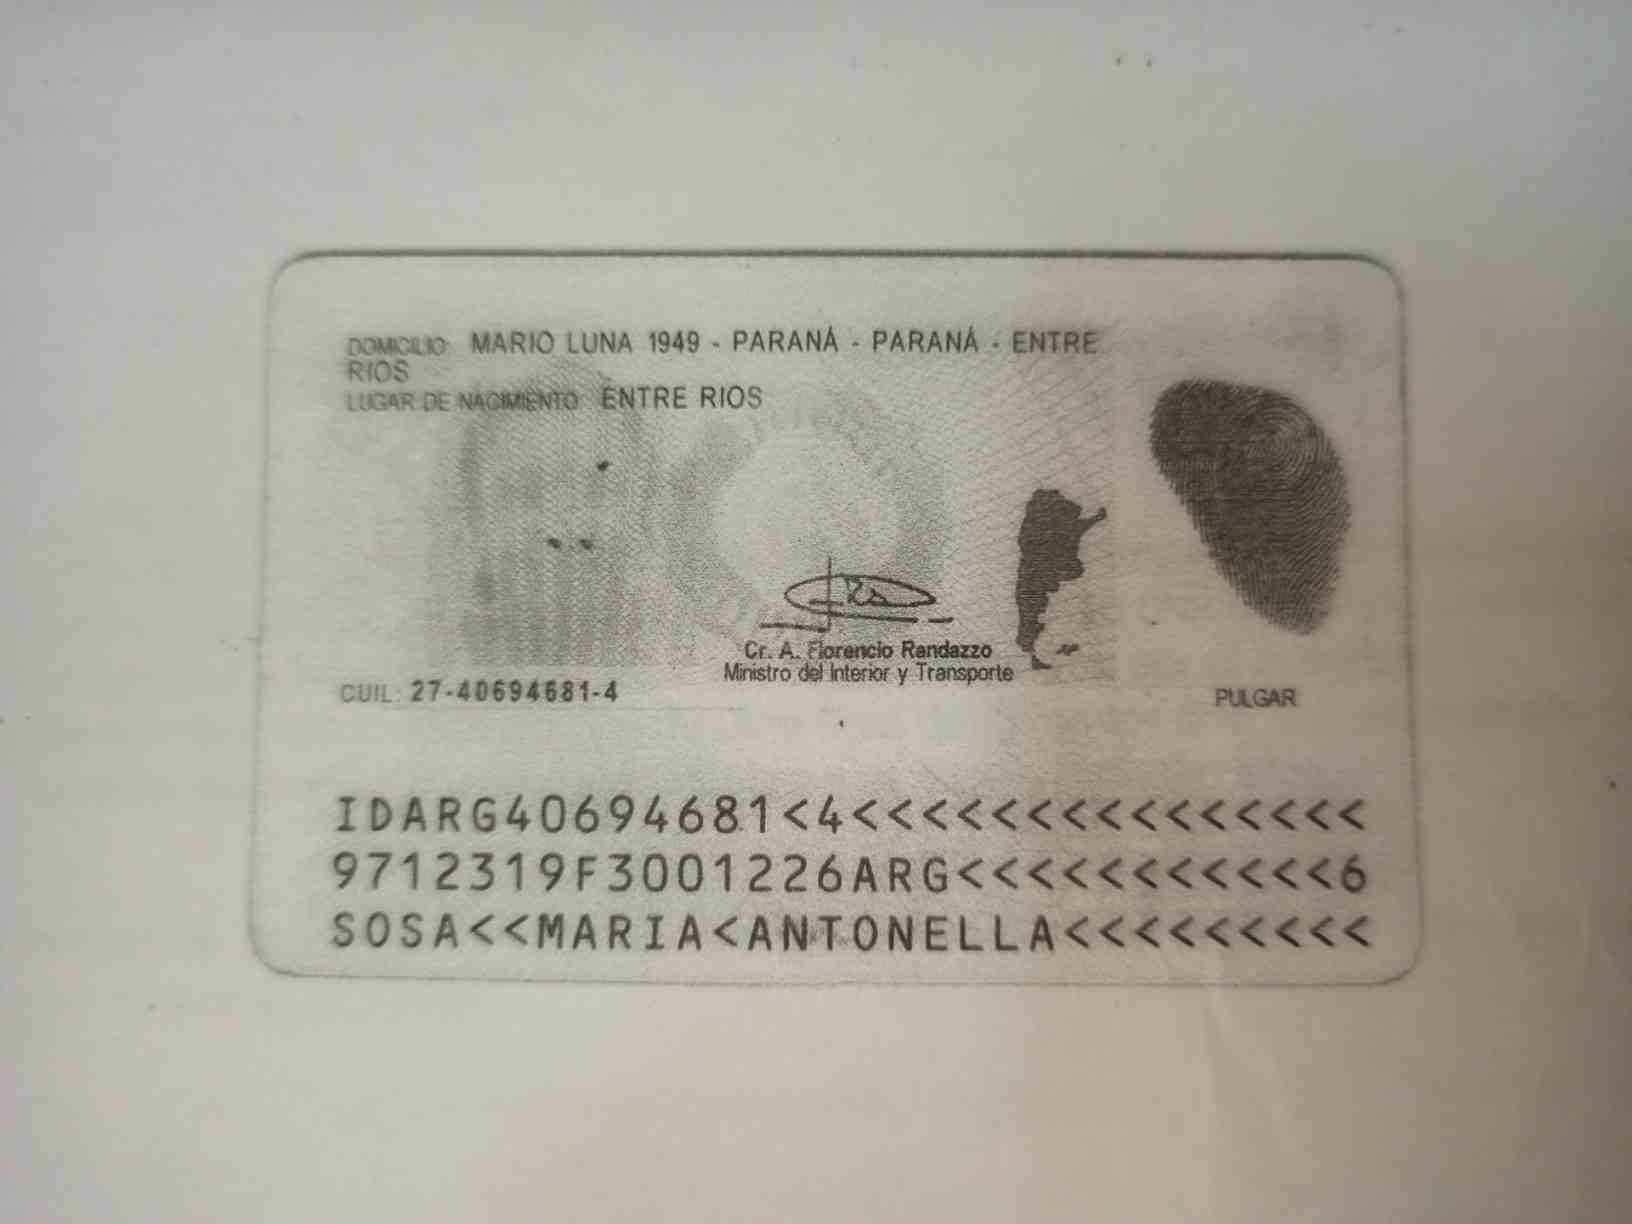 DOMICILIO: MARIO LUNA 1949 - PARANÁ - PARANÁ - ENTRE
RIOS
LUGAR DE NACIMIENTO: ENTRE RIOS
Cr. A. Florencio Randazzo
Ministro del Interior y Transporte
CUIL: 27-40694681-4
PULGAR
IDARG40694681<4<<<<<<<<<<<<<<<
9712319F3001226ARG<<<<<<<<<<<6
SOSA<<MARIA<ANTONELLA<<<<<<<<<